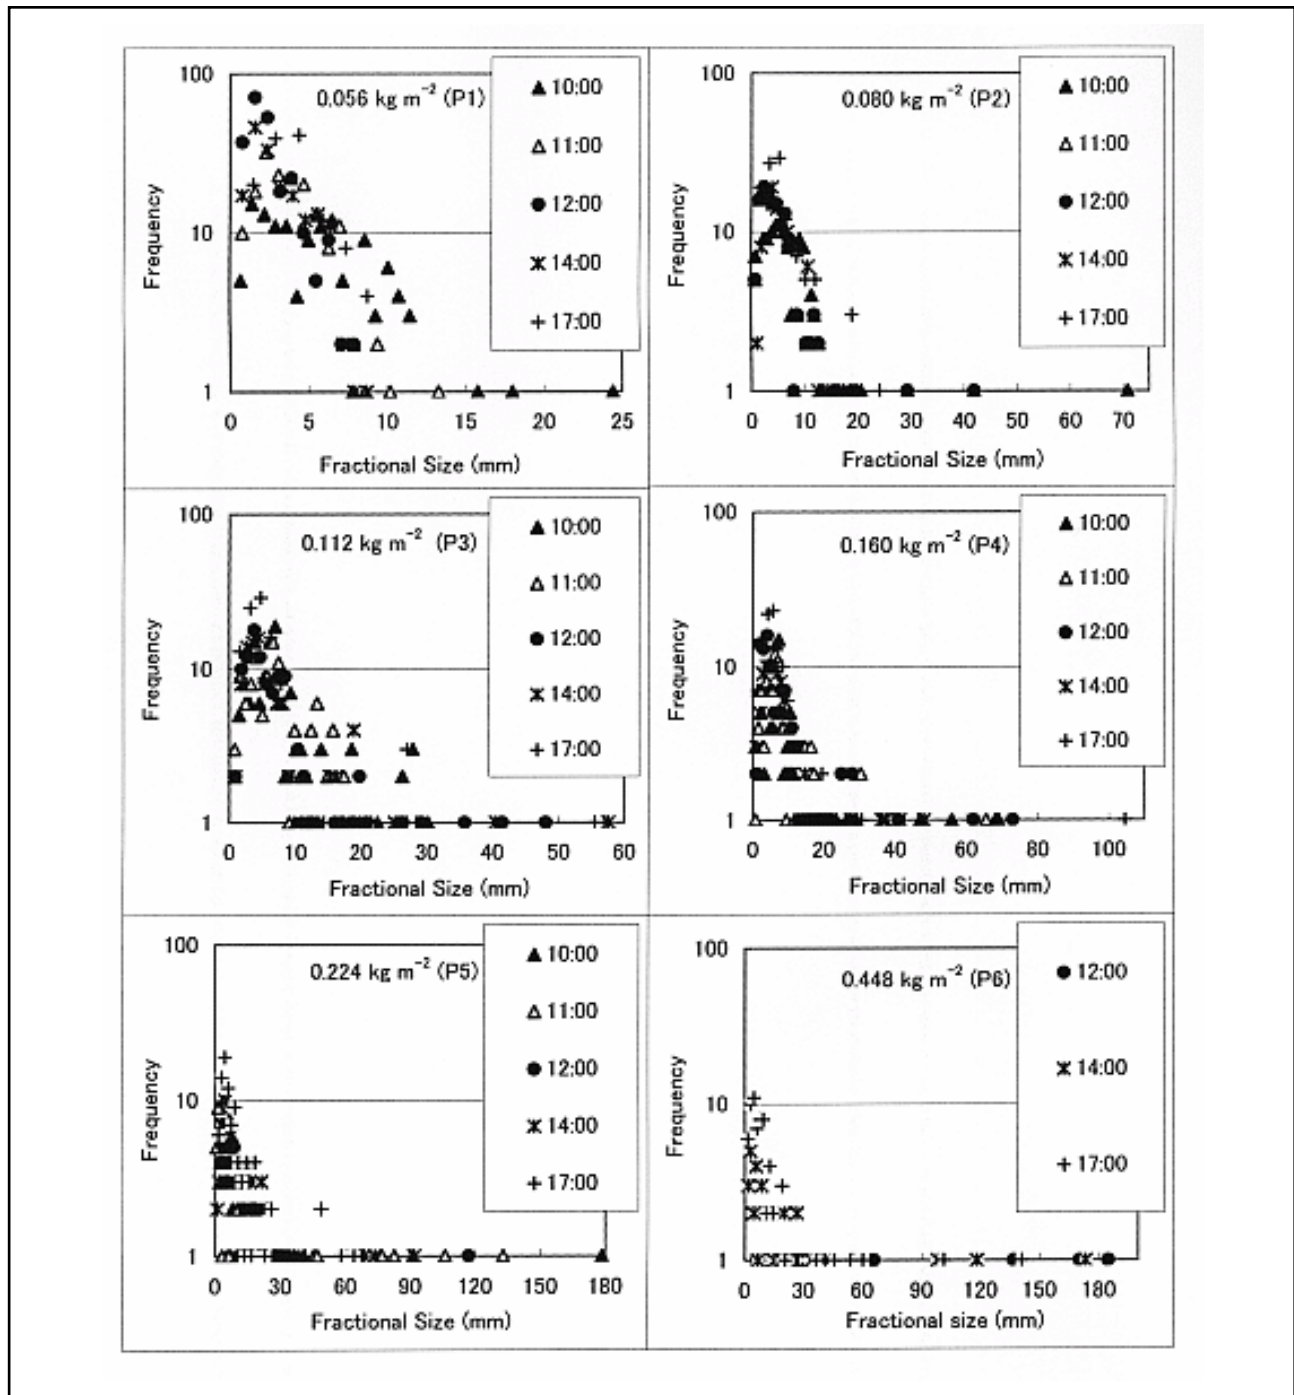 100
0.056 kg m⁻² (P1)
10:00
11:00
12:00
14:00
17:00
Frequency
10
1
0 5 10 15 20 25
Fractional Size (mm)
100
0.080 kg m⁻² (P2)
10:00
11:00
12:00
14:00
17:00
Frequency
10
1
0 10 20 30 40 50 60 70
Fractional Size (mm)
100
0.112 kg m⁻² (P3)
10:00
11:00
12:00
14:00
17:00
Frequency
10
1
0 10 20 30 40 50 60
Fractional Size (mm)
100
0.160 kg m⁻² (P4)
10:00
11:00
12:00
14:00
17:00
Frequency
10
1
0 20 40 60 80 100
Fractional Size (mm)
100
0.224 kg m⁻² (P5)
10:00
11:00
12:00
14:00
17:00
Frequency
10
1
0 30 60 90 120 150 180
Fractional Size (mm)
100
0.448 kg m⁻² (P6)
12:00
14:00
17:00
Frequency
10
1
0 30 60 90 120 150 180
Fractional size (mm)